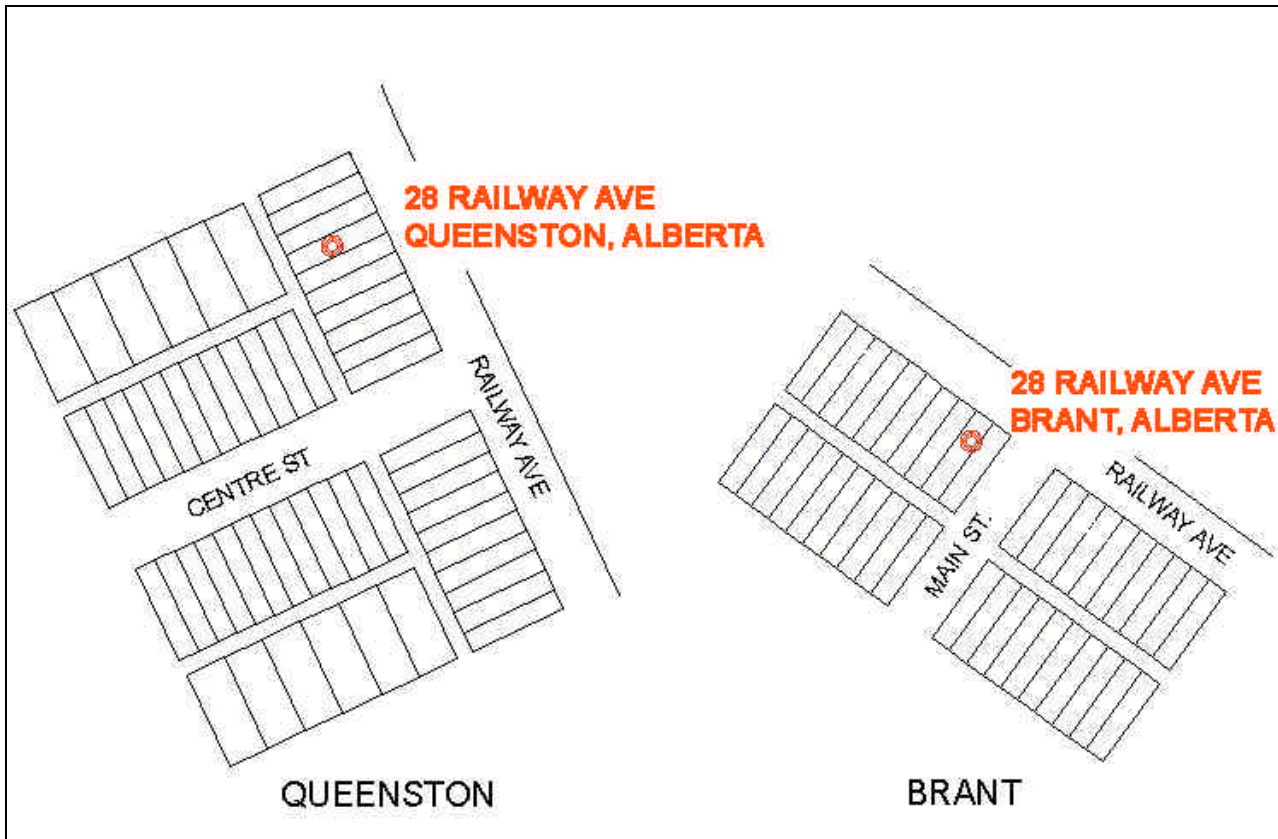 28 RAILWAY AVE
QUEENSTON, ALBERTA
RAILWAY AVE
CENTRE ST
QUEENSTON
28 RAILWAY AVE
BRANT, ALBERTA
RAILWAY AVE
MAIN ST.
BRANT